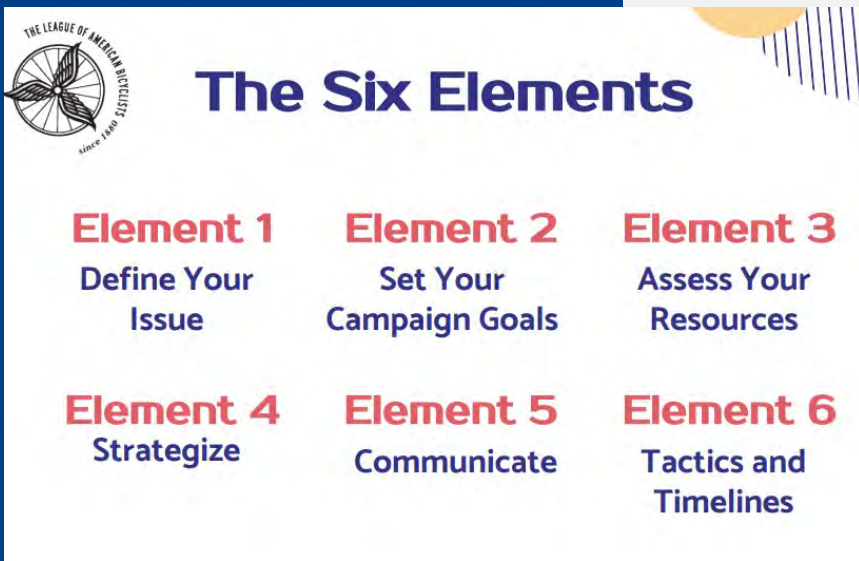 THE LEAGUE OF AMERICAN BICYCLISTS
since 1880
The Six Elements
Element 1
Define Your
Issue
Element 2
Set Your
Campaign Goals
Element 3
Assess Your
Resources
Element 4
Strategize
Element 5
Communicate
Element 6
Tactics and
Timelines